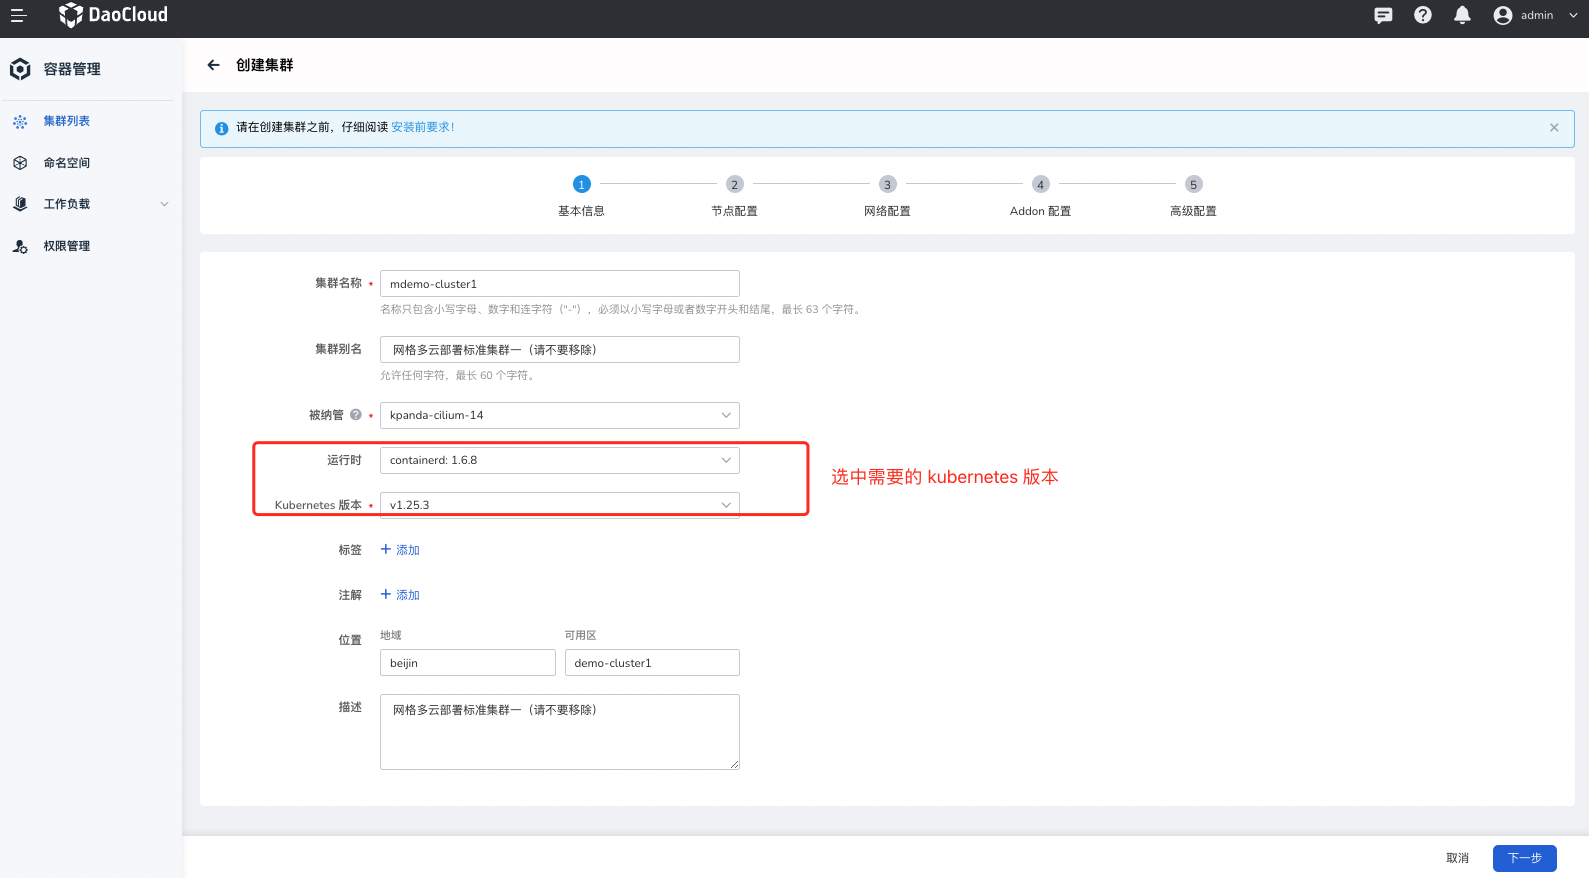 DaoCloud
admin
容器管理
集群列表
命名空间
工作负载
权限管理
创建集群
请在创建集群之前，仔细阅读 安装前要求！
1
2
3
4
5
基本信息
节点配置
网络配置
Addon 配置
高级配置
集群名称 *
mdemo-cluster1
名称只包含小写字母、数字和连字符（"-"），必须以小写字母或者数字开头和结尾，最长 63 个字符。
集群别名
网格多云部署标准集群一（请不要移除）
允许任何字符，最长 60 个字符。
被纳管 ? *
kpanda-cilium-14
运行时
containerd: 1.6.8
Kubernetes 版本 *
v1.25.3
选中需要的 kubernetes 版本
标签
+ 添加
注解
+ 添加
位置
地域
可用区
beijin
demo-cluster1
描述
网格多云部署标准集群一（请不要移除）
取消
下一步